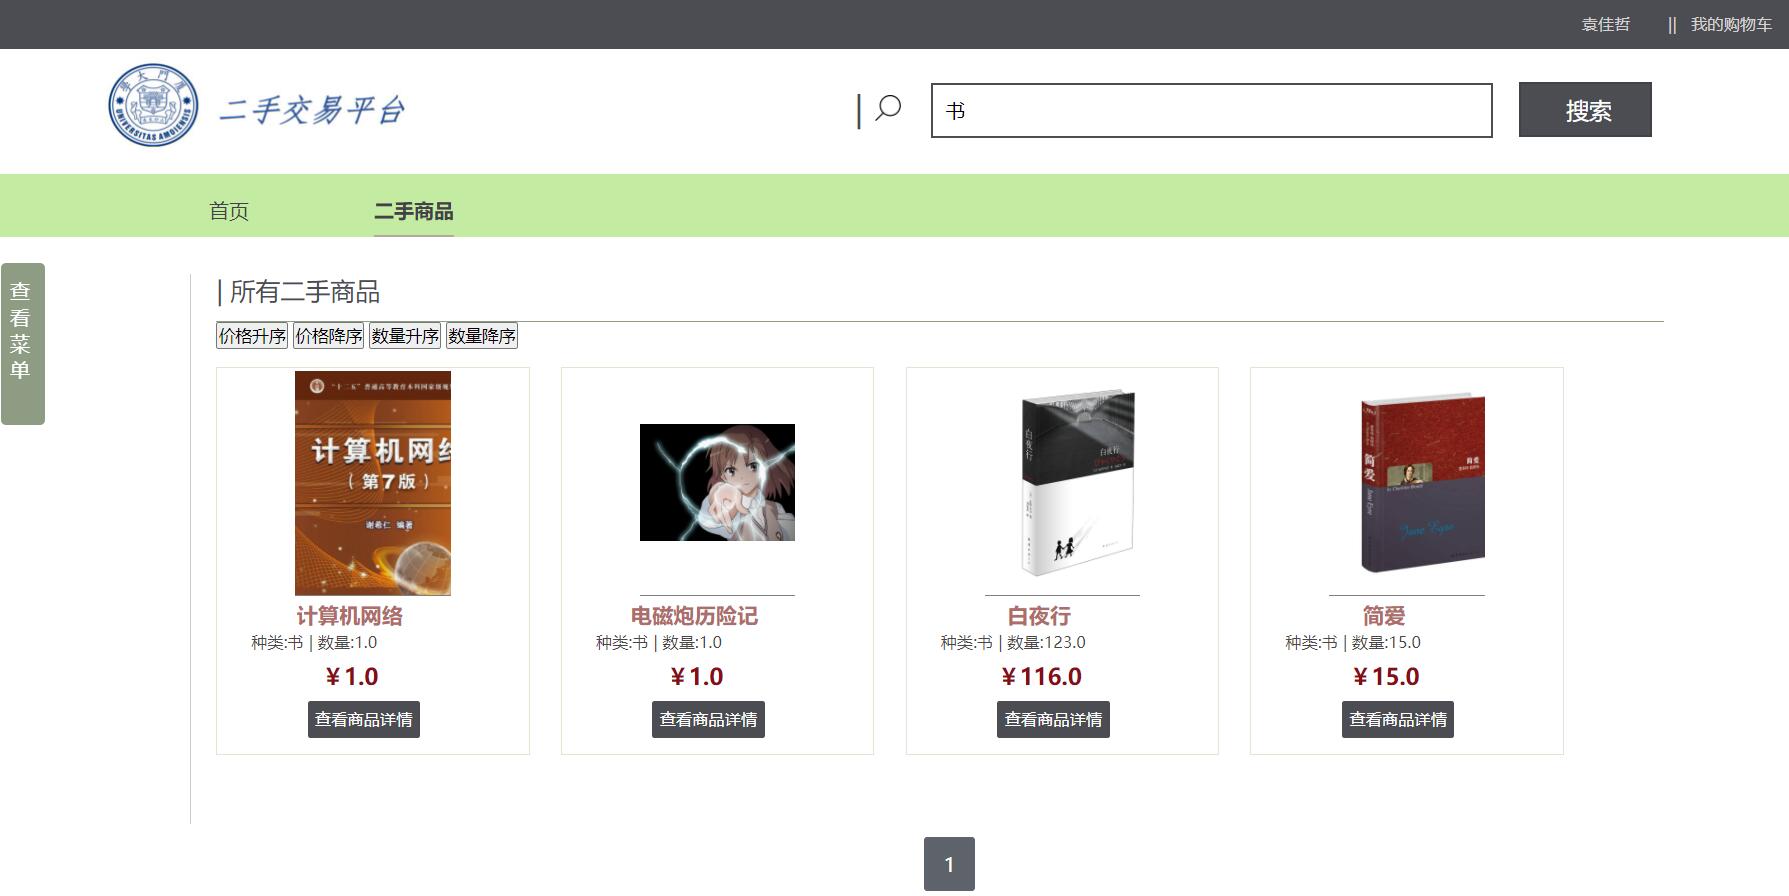 袁佳哲 || 我的购物车
二手交易平台
UNIVERSITAS AMOIENSIS
书
搜索
首页 二手商品
查看菜单
| 所有二手商品
价格升序 价格降序 数量升序 数量降序
计算机网络
(第7版)
谢希仁 编著
白夜行
白夜行
简爱
简爱
Jane Eyre
计算机网络
种类:书 | 数量:1.0
￥1.0
查看商品详情
电磁炮历险记
种类:书 | 数量:1.0
￥1.0
查看商品详情
白夜行
种类:书 | 数量:123.0
￥116.0
查看商品详情
简爱
种类:书 | 数量:15.0
￥15.0
查看商品详情
1